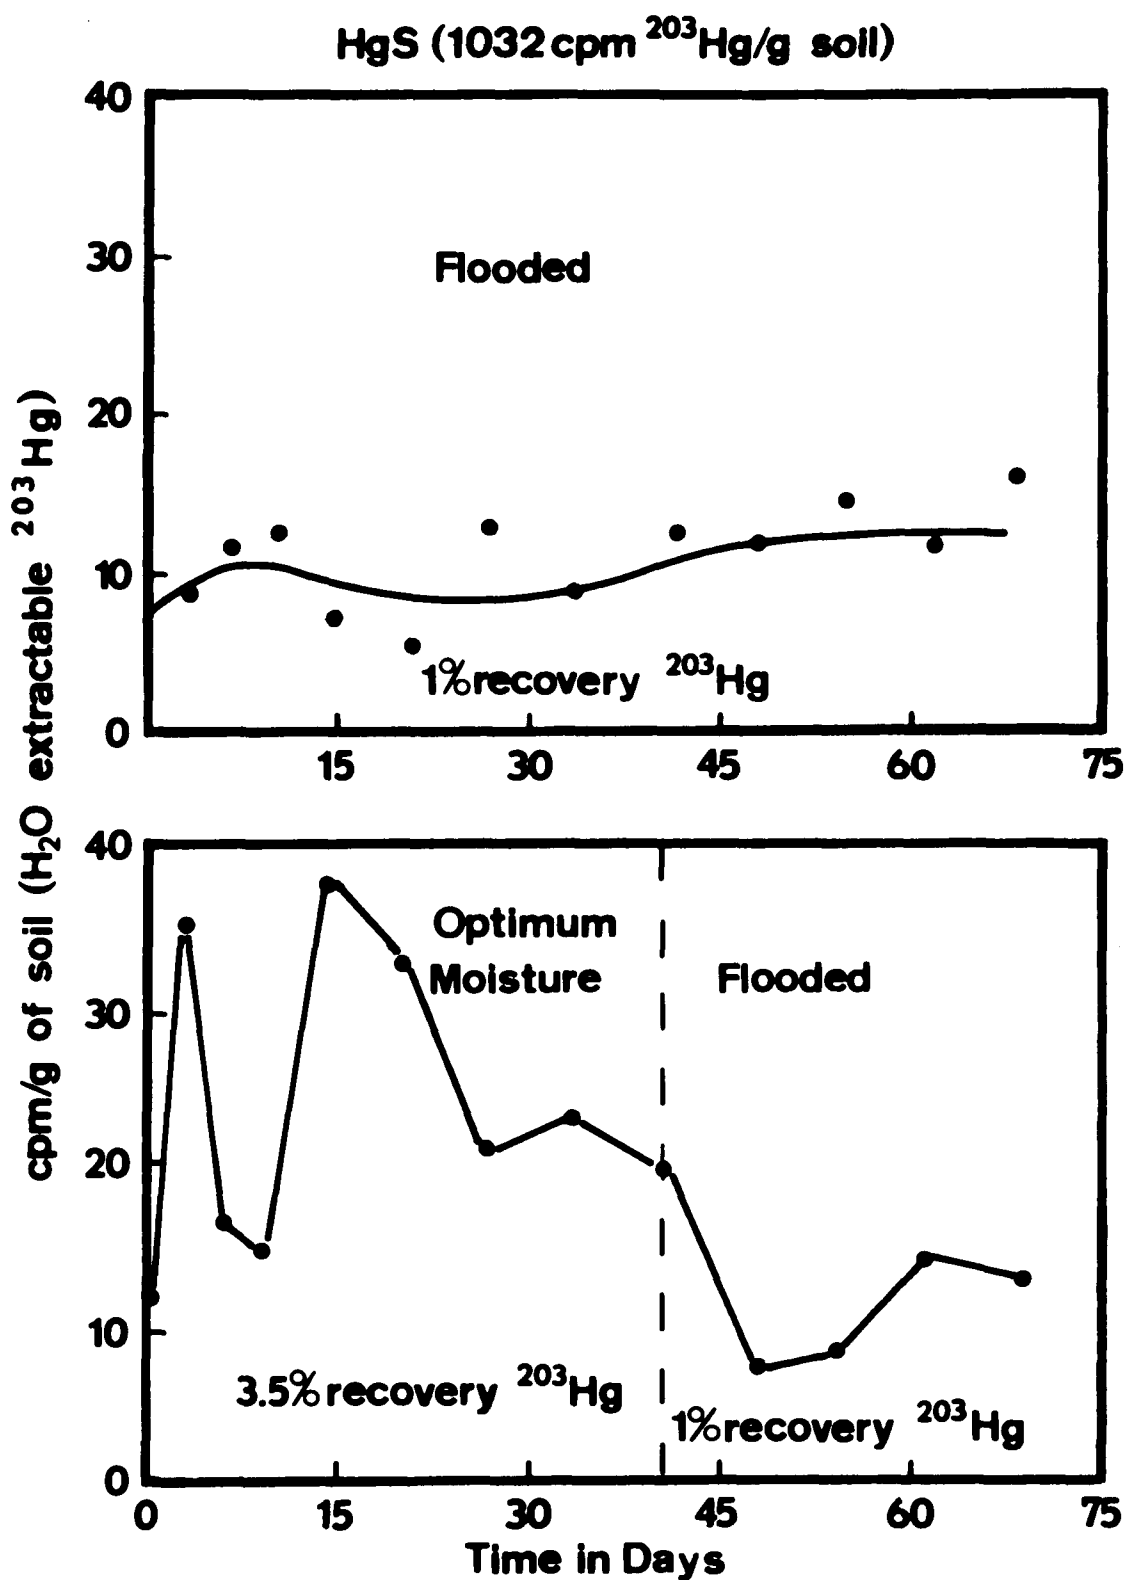 HgS (1032 cpm ²⁰³Hg/g soil)
cpm/g of soil (H₂O extractable ²⁰³Hg)
40
30
20
10
0
Flooded
1% recovery ²⁰³Hg
15 30 45 60 75
40
30
20
10
0
Optimum
Moisture
Flooded
3.5% recovery ²⁰³Hg
1% recovery ²⁰³Hg
0 15 30 45 60 75
Time in Days